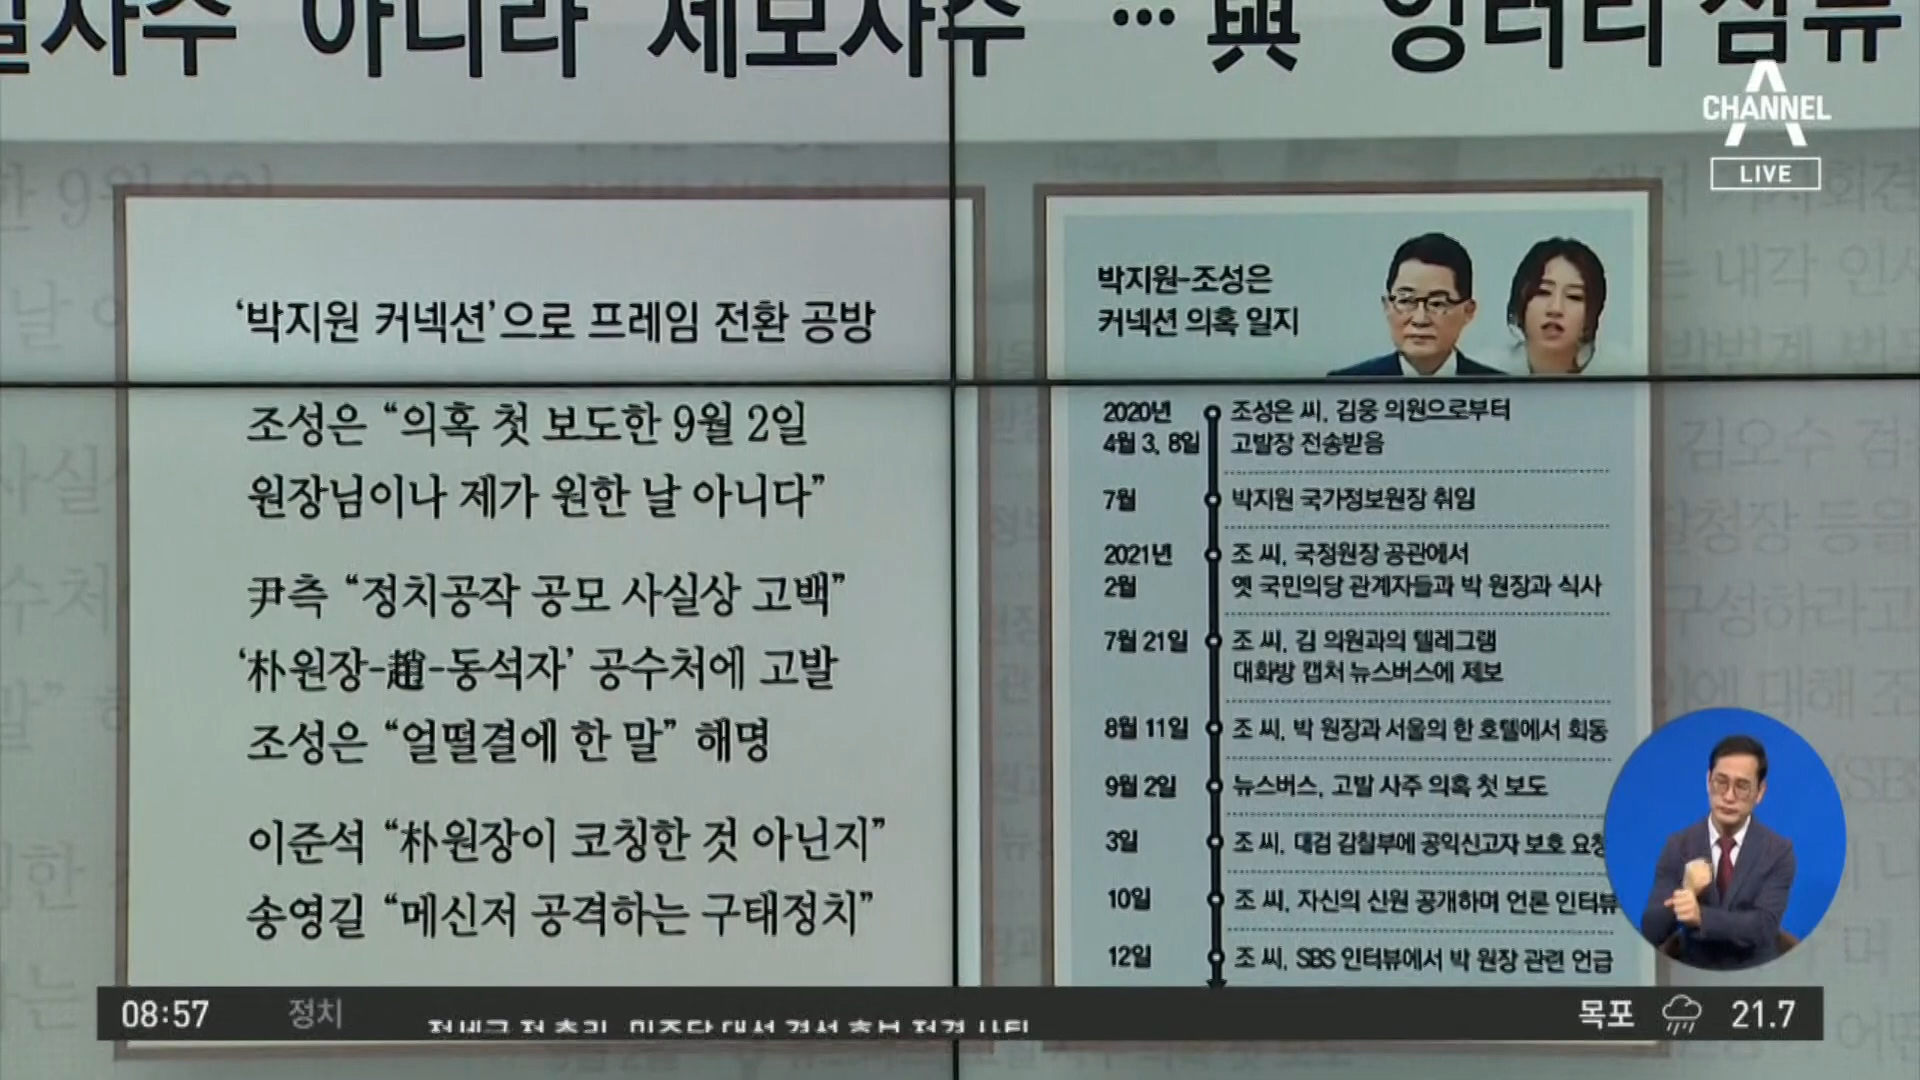 사주' 아니라 '제보사주'…與 "엉터리 삼류
CHANNEL A
LIVE
'박지원 커넥션'으로 프레임 전환 공방
조성은 “의혹 첫 보도한 9월 2일
원장님이나 제가 원한 날 아니다”
尹측 “정치공작 공모 사실상 고백”
‘朴원장-趙-동석자’ 공수처에 고발
조성은 “얼떨결에 한 말” 해명
이준석 “朴원장이 코칭한 것 아닌지”
송영길 “메신저 공격하는 구태정치”
박지원-조성은
커넥션 의혹 일지
2020년 조성은 씨, 김웅 의원으로부터
4월 3, 8일 고발장 전송받음
7월 박지원 국가정보원장 취임
2021년 조 씨, 국정원장 공관에서
2월 옛 국민의당 관계자들과 박 원장과 식사
7월 21일 조 씨, 김 의원과의 텔레그램
대화방 캡처 뉴스버스에 제보
8월 11일 조 씨, 박 원장과 서울의 한 호텔에서 회동
9월 2일 뉴스버스, 고발 사주 의혹 첫 보도
3일 조 씨, 대검 감찰부에 공익신고자 보호 요청
10일 조 씨, 자신의 신원 공개하며 언론 인터뷰
12일 조 씨, SBS 인터뷰에서 박 원장 관련 언급
08:57 정치
목포 21.7